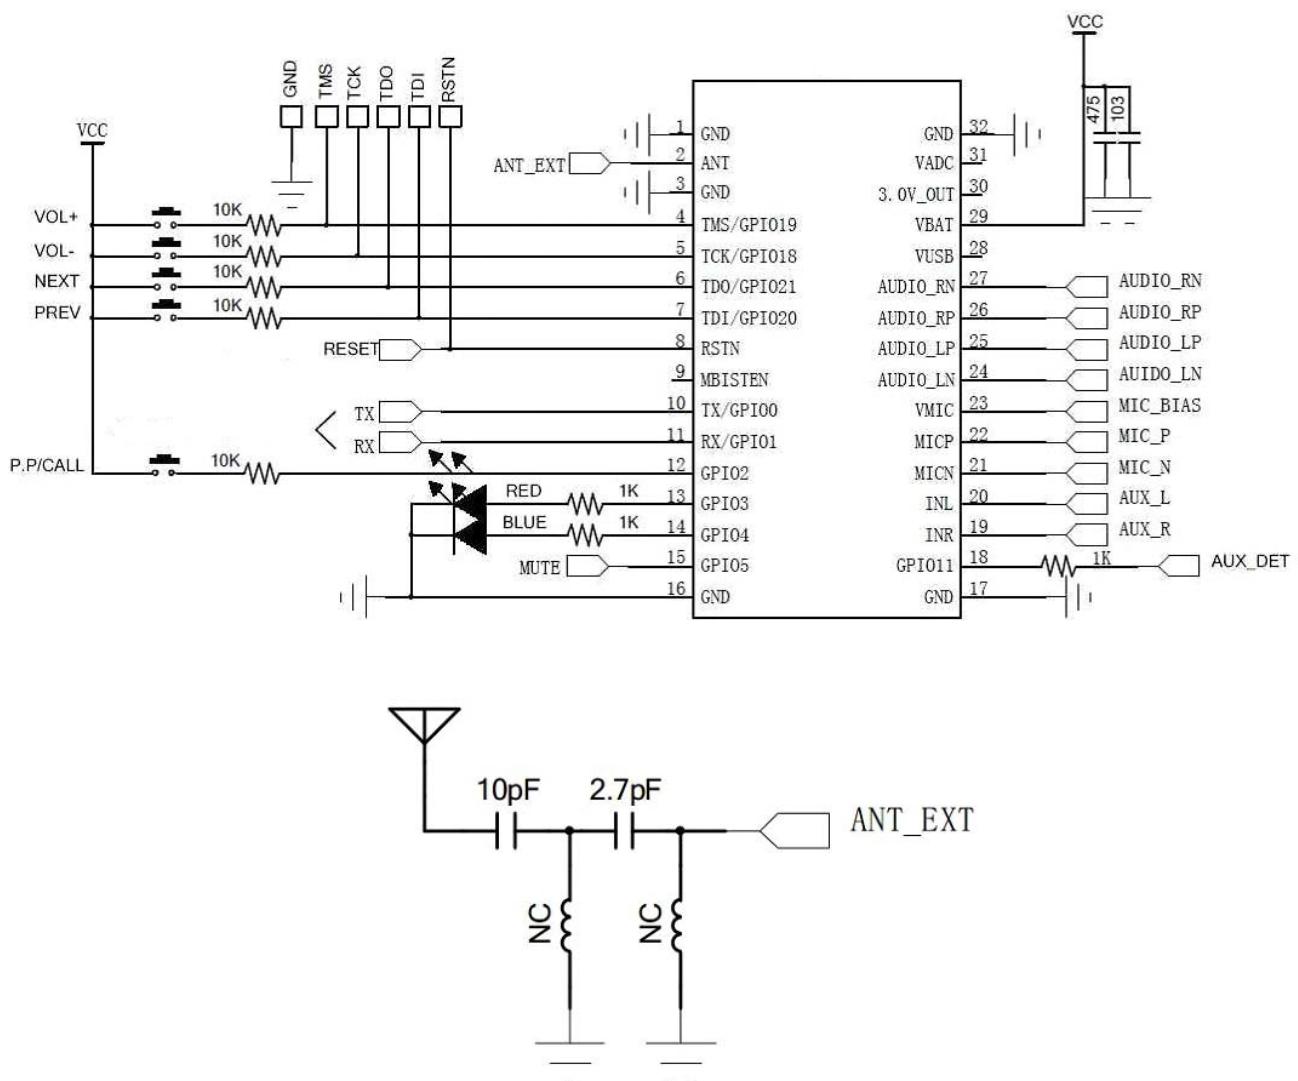 VCC
GND
TMS
TCK
TDO
TDI
RSTN
VCC
475
103
VOL+
10K
VOL-
10K
NEXT
10K
PREV
10K
RESET
TX
RX
P.P/CALL
10K
RED
1K
BLUE
1K
MUTE
ANT_EXT
1 GND
2 ANT
3 GND
4 TMS/GPIO19
5 TCK/GPIO18
6 TDO/GPIO21
7 TDI/GPIO20
8 RSTN
9 MBISTEN
10 TX/GPIO0
11 RX/GPIO1
12 GPIO2
13 GPIO3
14 GPIO4
15 GPIO5
16 GND
GND 32
VADC 31
3.0V_OUT 30
VBAT 29
VUSB 28
AUDIO_RN 27 AUDIO_RN
AUDIO_RP 26 AUDIO_RP
AUDIO_LP 25 AUDIO_LP
AUDIO_LN 24 AUIDO_LN
VMIC 23 MIC_BIAS
MICP 22 MIC_P
MICN 21 MIC_N
INL 20 AUX_L
INR 19 AUX_R
GPIO11 18 1K AUX_DET
GND 17
10pF
2.7pF
ANT_EXT
NC
NC